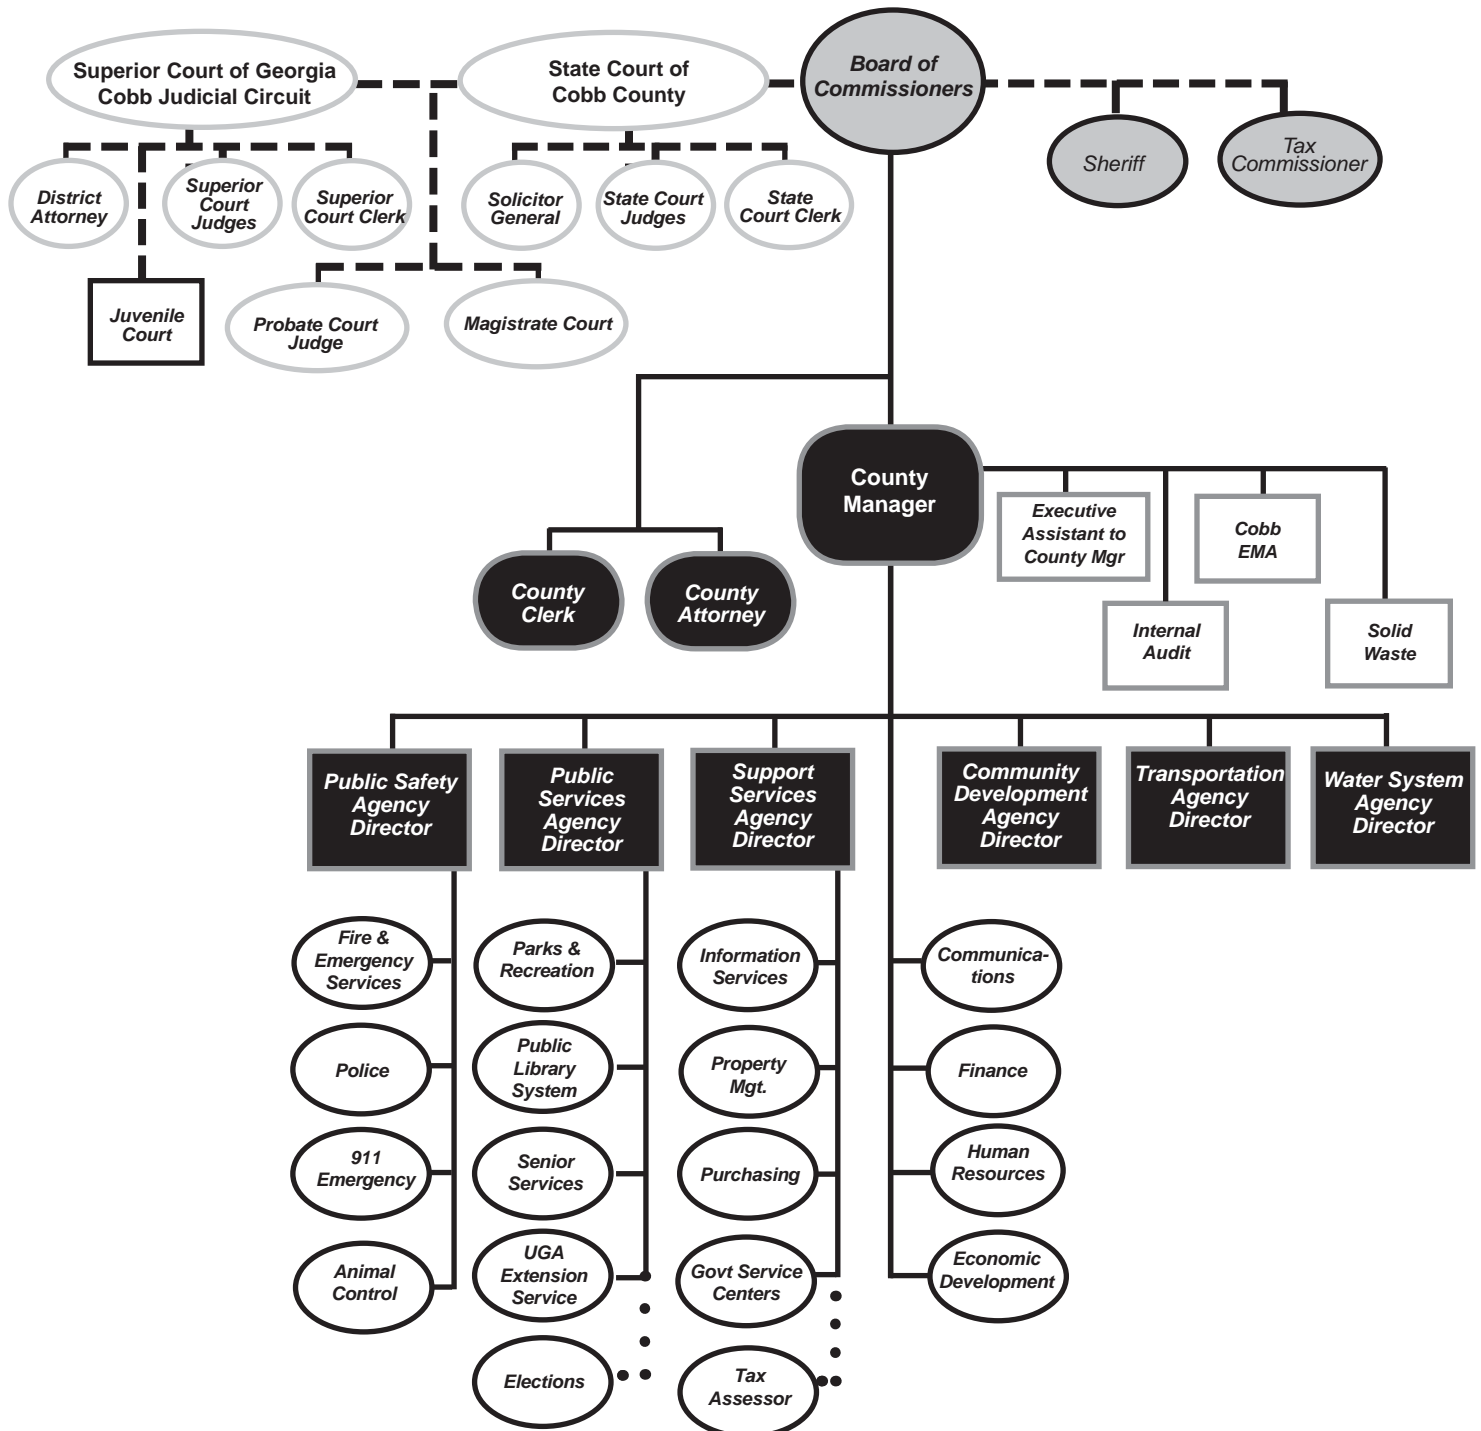 Superior Court of Georgia
Cobb Judicial Circuit
State Court of
Cobb County
Board of
Commissioners
Sheriff
Tax
Commissioner
District
Attorney
Superior
Court
Judges
Superior
Court Clerk
Solicitor
General
State Court
Judges
State
Court Clerk
Juvenile
Court
Probate Court
Judge
Magistrate Court
County
Manager
Executive
Assistant to
County Mgr
Cobb
EMA
Internal
Audit
Solid
Waste
County
Clerk
County
Attorney
Public Safety
Agency
Director
Public
Services
Agency
Director
Support
Services
Agency
Director
Community
Development
Agency
Director
Transportation
Agency
Director
Water System
Agency
Director
Fire &
Emergency
Services
Police
911
Emergency
Animal
Control
Parks &
Recreation
Public
Library
System
Senior
Services
UGA
Extension
Service
Elections
Information
Services
Property
Mgt.
Purchasing
Govt Service
Centers
Tax
Assessor
Communica-
tions
Finance
Human
Resources
Economic
Development